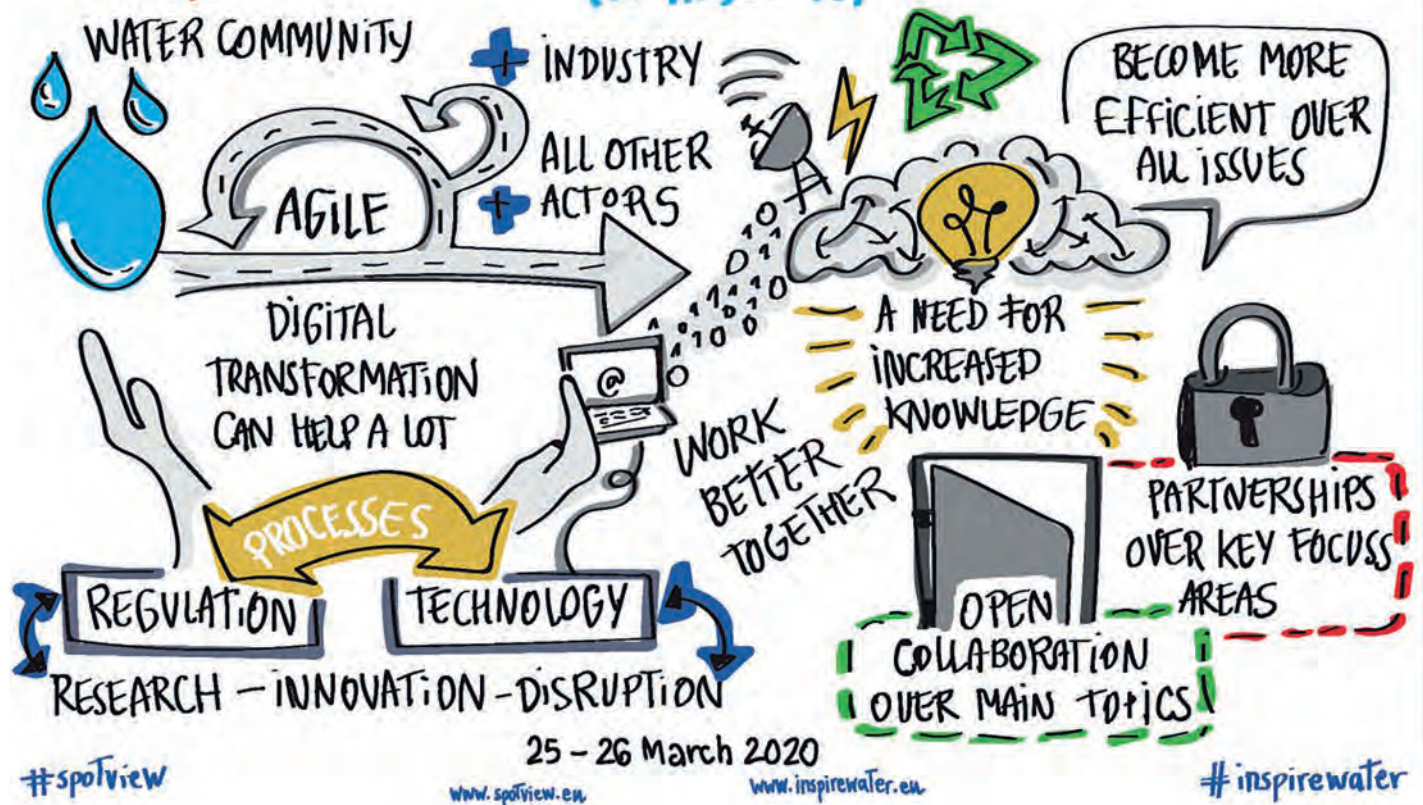 WATER COMMUNITY
+ INDUSTRY
+ ALL OTHER
ACTORS
AGILE
DIGITAL
TRANSFORMATION
CAN HELP A LOT
@
PROCESSES
REGULATION
TECHNOLOGY
RESEARCH - INNOVATION - DISRUPTION
BECOME MORE
EFFICIENT OVER
ALL ISSUES
A NEED FOR
INCREASED
KNOWLEDGE
WORK
BETTER
TOGETHER
PARTNERSHIPS
OVER KEY FOCUSS
AREAS
OPEN
COLLABORATION
OVER MAIN TOPICS
25 - 26 March 2020
#spotview
www.spotview.eu
www.inspirewater.eu
#inspirewater